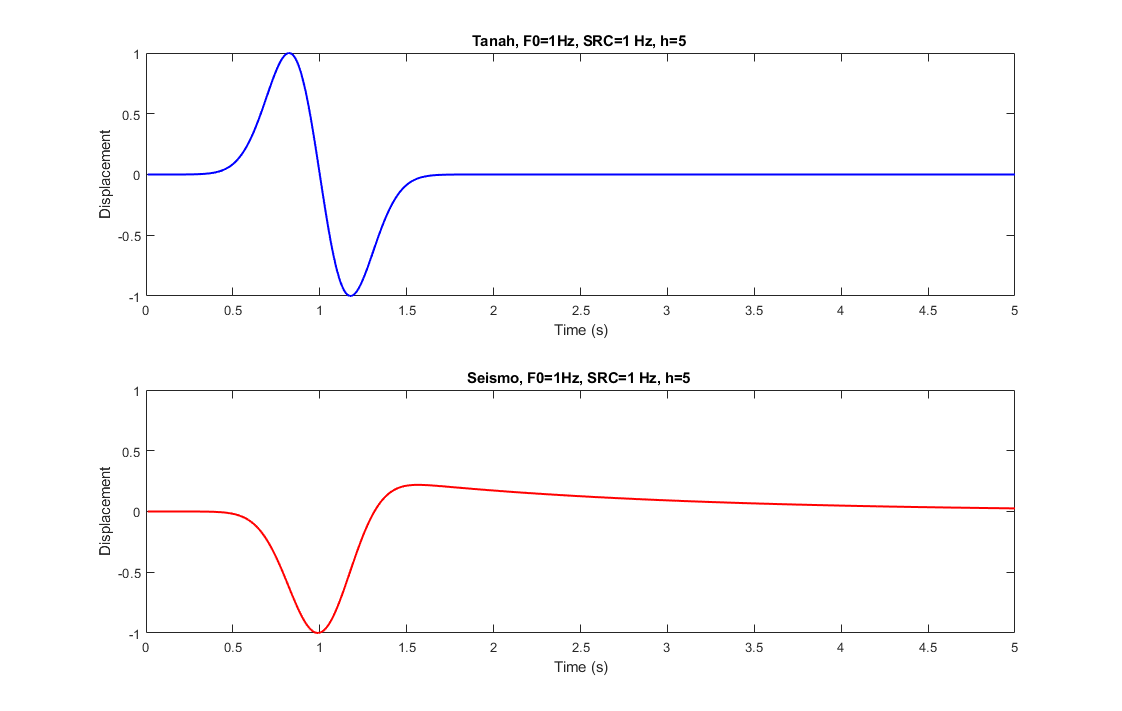 Tanah, F0=1Hz, SRC=1 Hz, h=5
1
0.5
0
-0.5
-1
Displacement
0 0.5 1 1.5 2 2.5 3 3.5 4 4.5 5
Time (s)
Seismo, F0=1Hz, SRC=1 Hz, h=5
1
0.5
0
-0.5
-1
Displacement
0 0.5 1 1.5 2 2.5 3 3.5 4 4.5 5
Time (s)